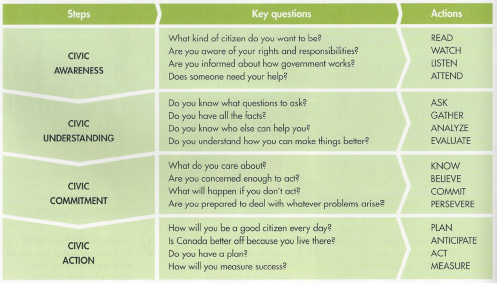 Steps
Key questions
Actions
CIVIC
AWARENESS
What kind of citizen do you want to be?
Are you aware of your rights and responsibilities?
Are you informed about how government works?
Does someone need your help?
READ
WATCH
LISTEN
ATTEND
CIVIC
UNDERSTANDING
Do you know what questions to ask?
Do you have all the facts?
Do you know who else can help you?
Do you understand how you can make things better?
ASK
GATHER
ANALYZE
EVALUATE
CIVIC
COMMITMENT
What do you care about?
Are you concerned enough to act?
What will happen if you don't act?
Are you prepared to deal with whatever problems arise?
KNOW
BELIEVE
COMMIT
PERSEVERE
CIVIC
ACTION
How will you be a good citizen every day?
Is Canada better off because you live there?
Do you have a plan?
How will you measure success?
PLAN
ANTICIPATE
ACT
MEASURE